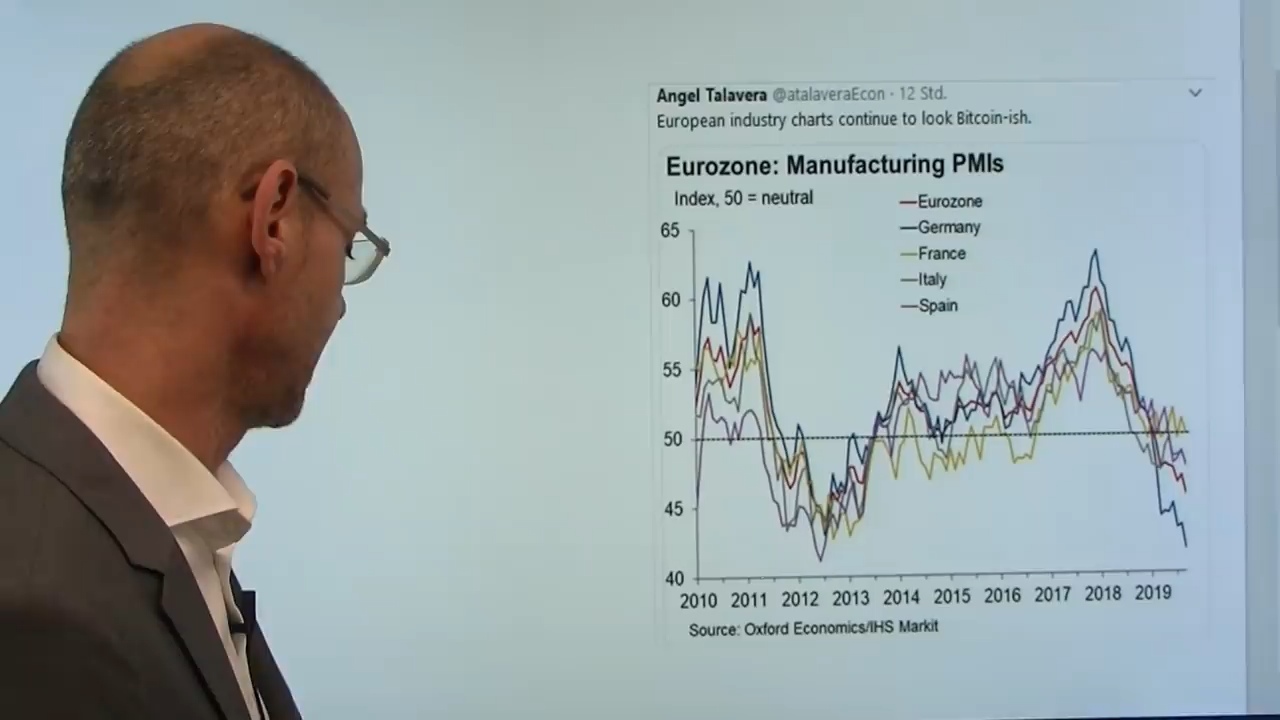 Angel Talavera @atalaveraEcon · 12 Std.
European industry charts continue to look Bitcoin-ish.
Eurozone: Manufacturing PMIs
Index, 50 = neutral
Eurozone
Germany
France
Italy
Spain
65
60
55
50
45
40
2010 2011 2012 2013 2014 2015 2016 2017 2018 2019
Source: Oxford Economics/IHS Markit